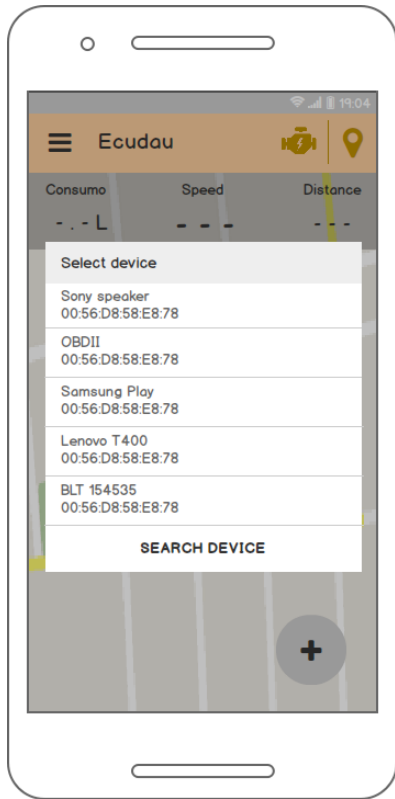 19:04
Ecudau
Consumo Speed Distance
- . - L - - - - - -
Select device
Sony speaker
00:56:D8:58:E8:78
OBDII
00:56:D8:58:E8:78
Samsung Play
00:56:D8:58:E8:78
Lenovo T400
00:56:D8:58:E8:78
BLT 154535
00:56:D8:58:E8:78
SEARCH DEVICE
+